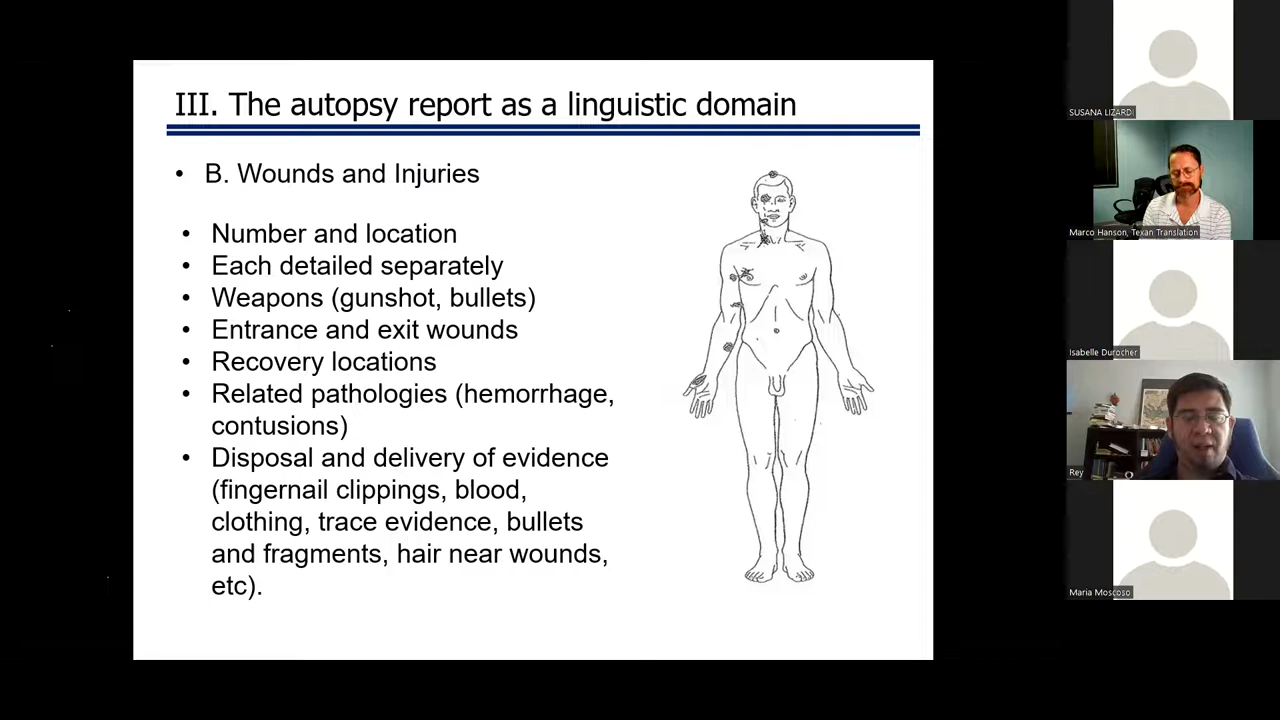 III. The autopsy report as a linguistic domain
• B. Wounds and Injuries
• Number and location
• Each detailed separately
• Weapons (gunshot, bullets)
• Entrance and exit wounds
• Recovery locations
• Related pathologies (hemorrhage,
contusions)
• Disposal and delivery of evidence
(fingernail clippings, blood,
clothing, trace evidence, bullets
and fragments, hair near wounds,
etc).
SUSANA LIZARDI
Marco Hanson, Texan Translation
Isabelle Durocher
Rey
Maria Moscoso